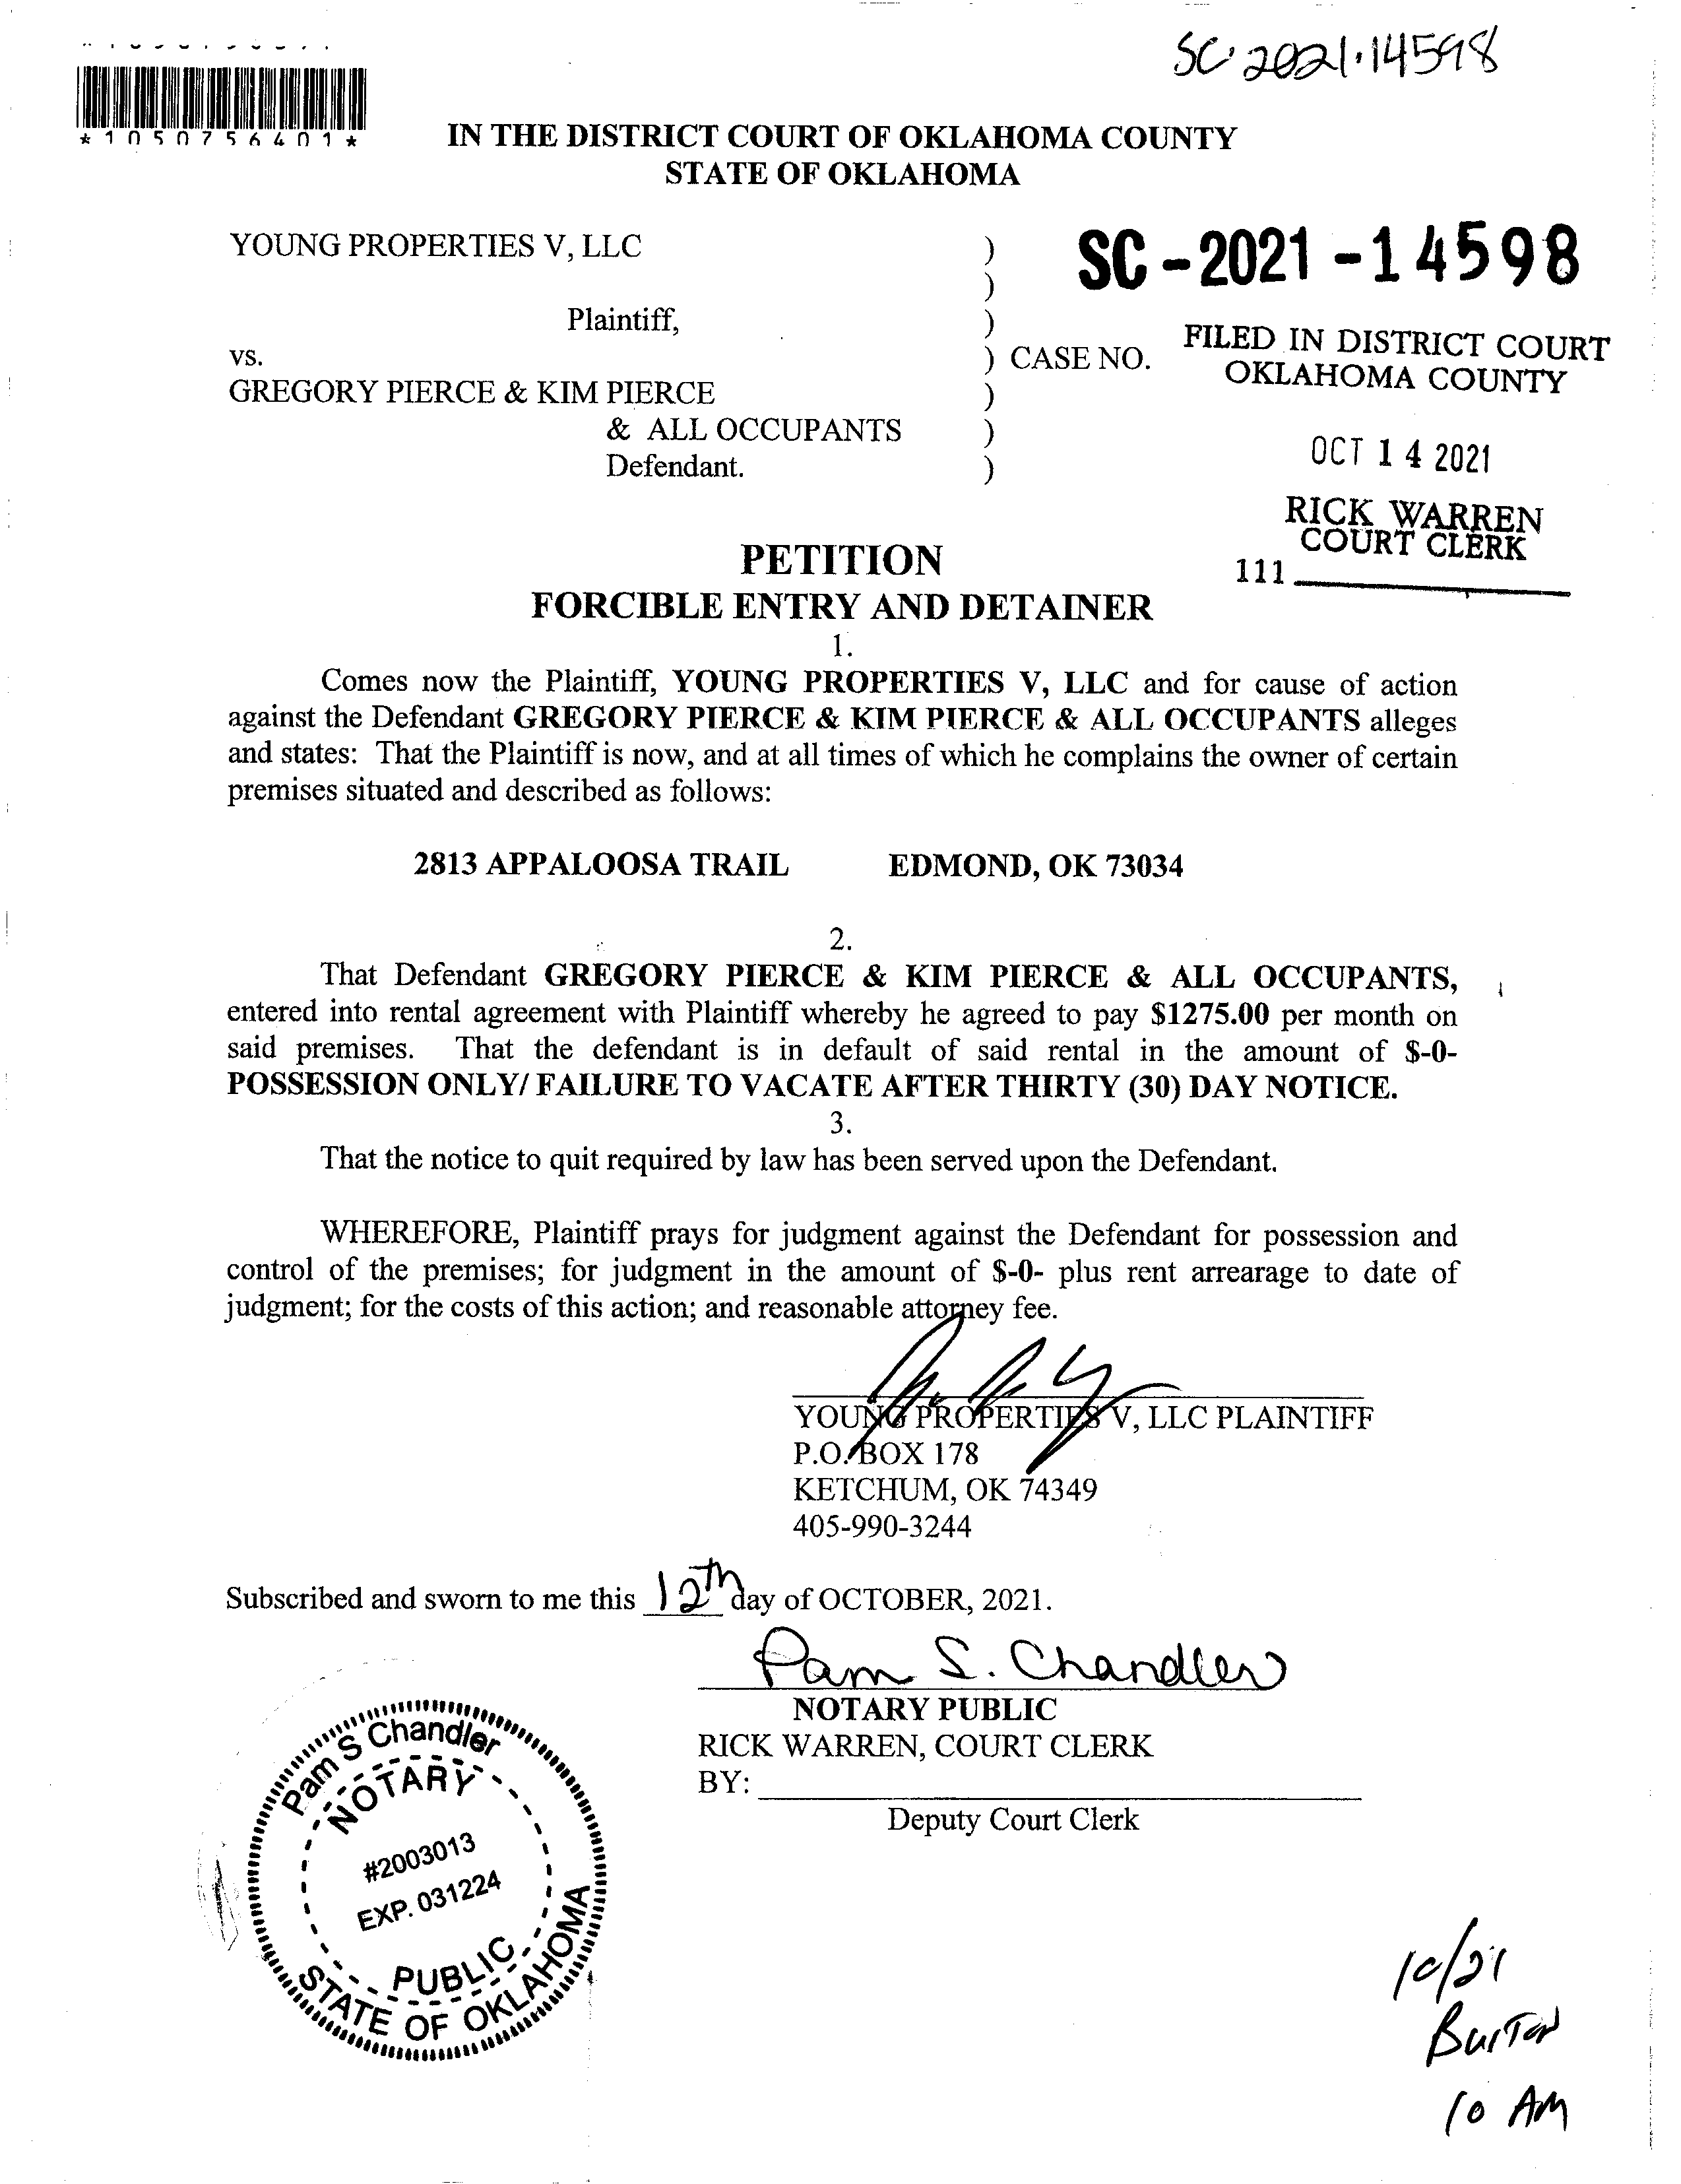 SC-2021-14598
*1050756401*
IN THE DISTRICT COURT OF OKLAHOMA COUNTY
STATE OF OKLAHOMA
YOUNG PROPERTIES V, LLC )
)
Plaintiff, )
vs. ) CASE NO.
GREGORY PIERCE & KIM PIERCE )
& ALL OCCUPANTS )
Defendant. )
SC-2021-14598
FILED IN DISTRICT COURT
OKLAHOMA COUNTY
OCT 14 2021
RICK WARREN
COURT CLERK
111
PETITION
FORCIBLE ENTRY AND DETAINER
1.
Comes now the Plaintiff, YOUNG PROPERTIES V, LLC and for cause of action
against the Defendant GREGORY PIERCE & KIM PIERCE & ALL OCCUPANTS alleges
and states: That the Plaintiff is now, and at all times of which he complains the owner of certain
premises situated and described as follows:
2813 APPALOOSA TRAIL EDMOND, OK 73034
2.
That Defendant GREGORY PIERCE & KIM PIERCE & ALL OCCUPANTS,
entered into rental agreement with Plaintiff whereby he agreed to pay $1275.00 per month on
said premises. That the defendant is in default of said rental in the amount of $-0-
POSSESSION ONLY/ FAILURE TO VACATE AFTER THIRTY (30) DAY NOTICE.
3.
That the notice to quit required by law has been served upon the Defendant.
WHEREFORE, Plaintiff prays for judgment against the Defendant for possession and
control of the premises; for judgment in the amount of $-0- plus rent arrearage to date of
judgment; for the costs of this action; and reasonable attorney fee.
YOUNG PROPERTIES V, LLC PLAINTIFF
P.O. BOX 178
KETCHUM, OK 74349
405-990-3244
Subscribed and sworn to me this 12th day of OCTOBER, 2021.
Pam S. Chandler
NOTARY PUBLIC
RICK WARREN, COURT CLERK
BY:
Deputy Court Clerk
Pam S Chandler
NOTARY
#2003013
EXP. 031224
PUBLIC
STATE OF OKLAHOMA
10/21
Burton
10 AM